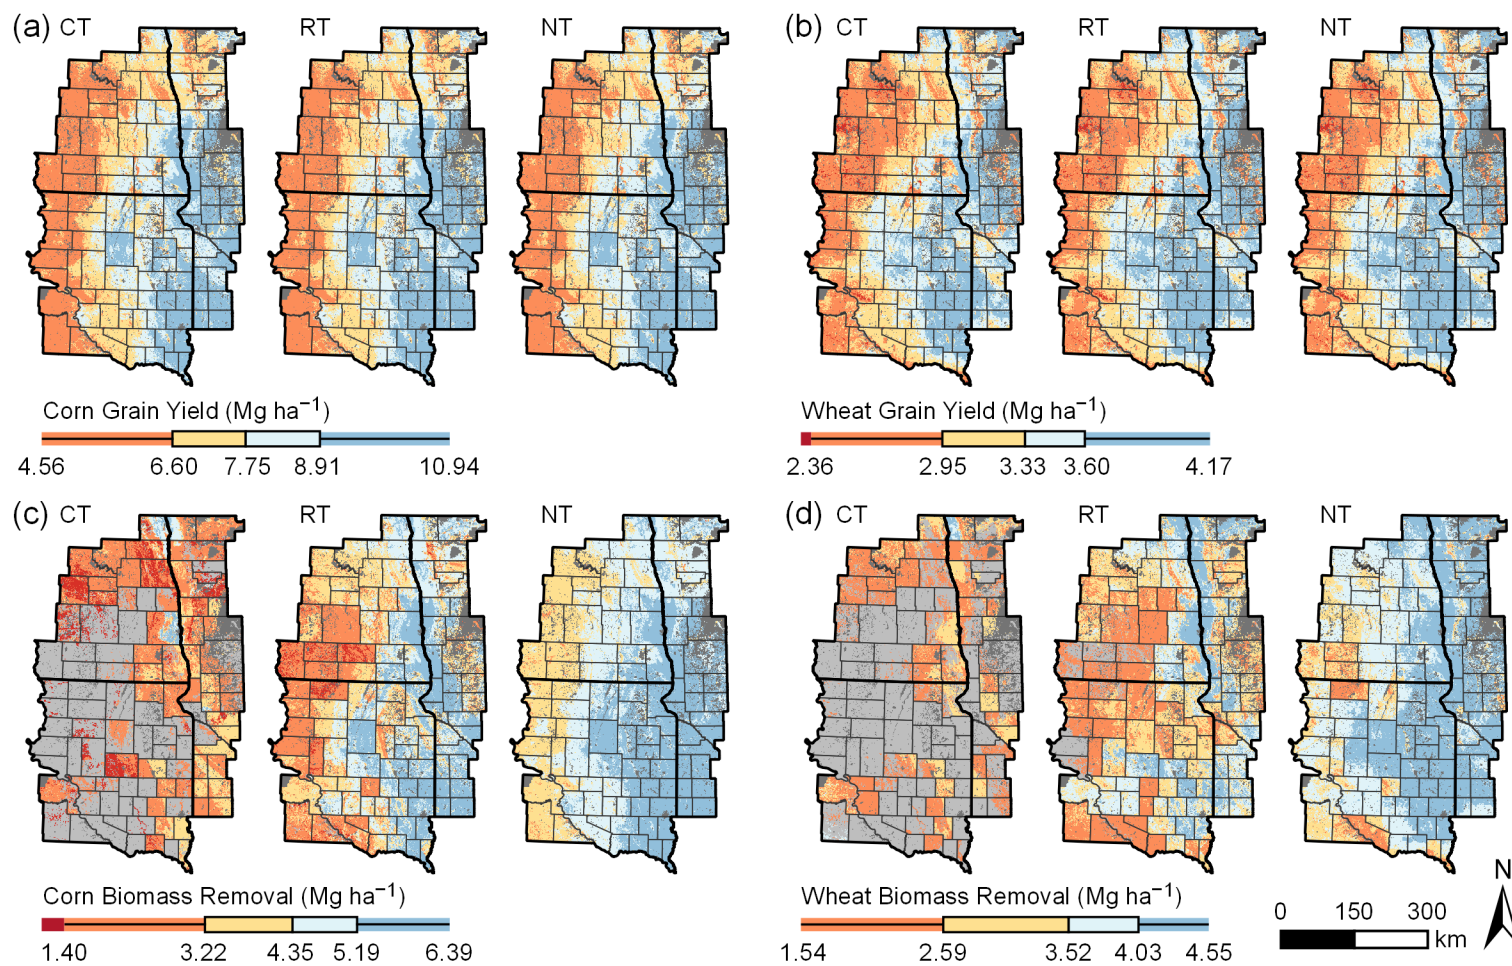 (a) CT RT NT
(b) CT RT NT
Corn Grain Yield (Mg ha⁻¹)
4.56 6.60 7.75 8.91 10.94
Wheat Grain Yield (Mg ha⁻¹)
2.36 2.95 3.33 3.60 4.17
(c) CT RT NT
(d) CT RT NT
Corn Biomass Removal (Mg ha⁻¹)
1.40 3.22 4.35 5.19 6.39
Wheat Biomass Removal (Mg ha⁻¹)
1.54 2.59 3.52 4.03 4.55
0 150 300
km
N